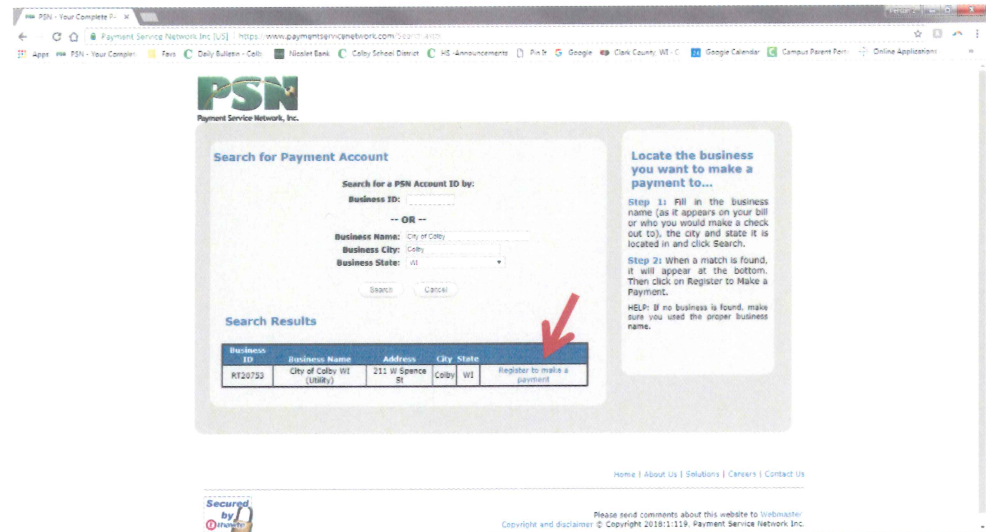 PSN - Your Complete P
Payment Service Network Inc [US] | https://www.paymentservicenetwork.com/Search.aspx
Apps PSN - Your Complet Favs Daily Bulletin - Colb Nicolet Bank Colby School District HS -Announcements Pin It Google Clark County, WI - C Google Calendar Campus Parent Port Online Applications
PSN
Payment Service Network, Inc.
Search for Payment Account
Search for a PSN Account ID by:
Business ID:
-- OR --
Business Name: City of Colby
Business City: Colby
Business State: WI
Search Cancel
Search Results
Business ID Business Name Address City State
RT20753 City of Colby WI (Utility) 211 W Spence St Colby WI Register to make a payment
Locate the business
you want to make a
payment to...
Step 1: Fill in the business
name (as it appears on your bill
or who you would make a check
out to), the city and state it is
located in and click Search.
Step 2: When a match is found,
it will appear at the bottom.
Then click on Register to Make a
Payment.
HELP: If no business is found, make
sure you used the proper business
name.
Home | About Us | Solutions | Careers | Contact Us
Secured
by
Please send comments about this website to Webmaster
Copyright and disclaimer © Copyright 2018:1:119, Payment Service Network Inc.